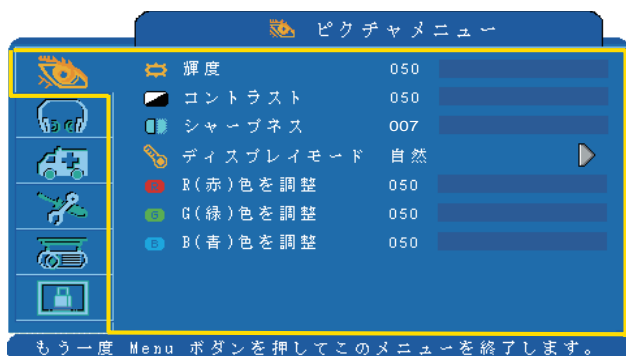 ピクチャメニュー
輝度 050
コントラスト 050
シャープネス 007
ディスプレイモード 自然
R R(赤)色を調整 050
G G(緑)色を調整 050
B B(青)色を調整 050
もう一度 Menu ボダンを押してこのメニューを終了します。